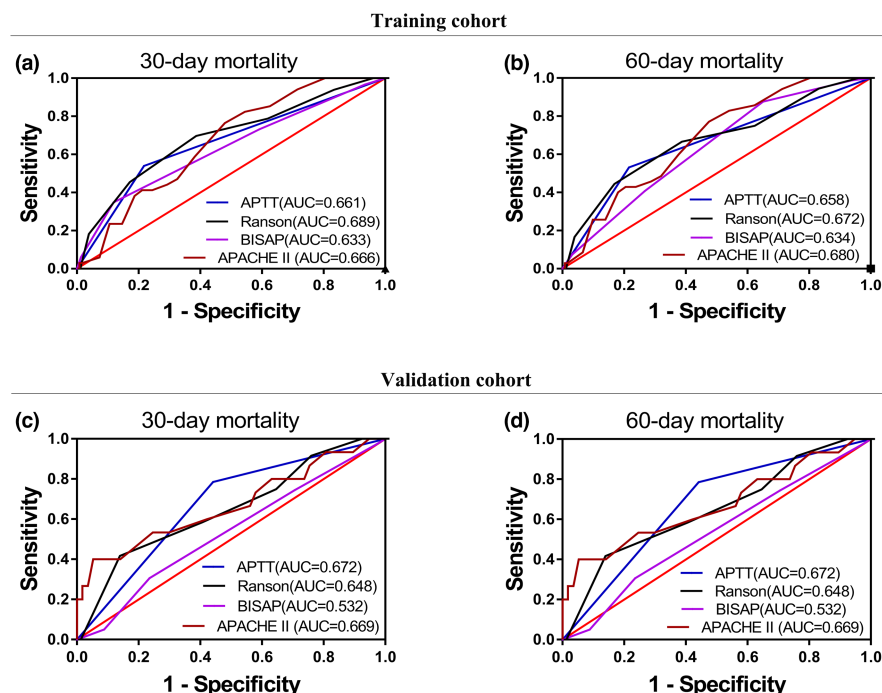 Training cohort
(a) 30-day mortality
1.0
0.8
0.6
0.4
0.2
0.0
Sensitivity
APTT(AUC=0.661)
Ranson(AUC=0.689)
BISAP(AUC=0.633)
APACHE II (AUC=0.666)
0.0 0.2 0.4 0.6 0.8 1.0
1 - Specificity
(b) 60-day mortality
1.0
0.8
0.6
0.4
0.2
0.0
Sensitivity
APTT(AUC=0.658)
Ranson(AUC=0.672)
BISAP(AUC=0.634)
APACHE II (AUC=0.680)
0.0 0.2 0.4 0.6 0.8 1.0
1 - Specificity
Validation cohort
(c) 30-day mortality
1.0
0.8
0.6
0.4
0.2
0.0
Sensitivity
APTT(AUC=0.672)
Ranson(AUC=0.648)
BISAP(AUC=0.532)
APACHE II (AUC=0.669)
0.0 0.2 0.4 0.6 0.8 1.0
1 - Specificity
(d) 60-day mortality
1.0
0.8
0.6
0.4
0.2
0.0
Sensitivity
APTT(AUC=0.672)
Ranson(AUC=0.648)
BISAP(AUC=0.532)
APACHE II (AUC=0.669)
0.0 0.2 0.4 0.6 0.8 1.0
1 - Specificity